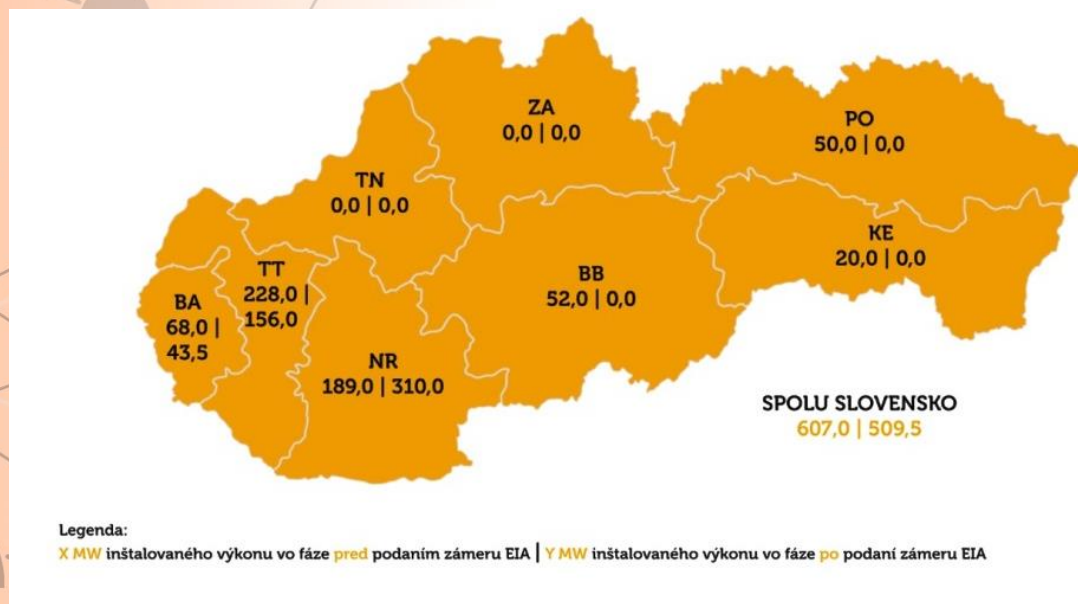 ZA
0,0 | 0,0
PO
50,0 | 0,0
TN
0,0 | 0,0
KE
20,0 | 0,0
TT
228,0 |
156,0
BB
52,0 | 0,0
BA
68,0 |
43,5
NR
189,0 | 310,0
SPOLU SLOVENSKO
607,0 | 509,5
Legenda:
X MW inštalovaného výkonu vo fáze pred podaním zámeru EIA | Y MW inštalovaného výkonu vo fáze po podaní zámeru EIA